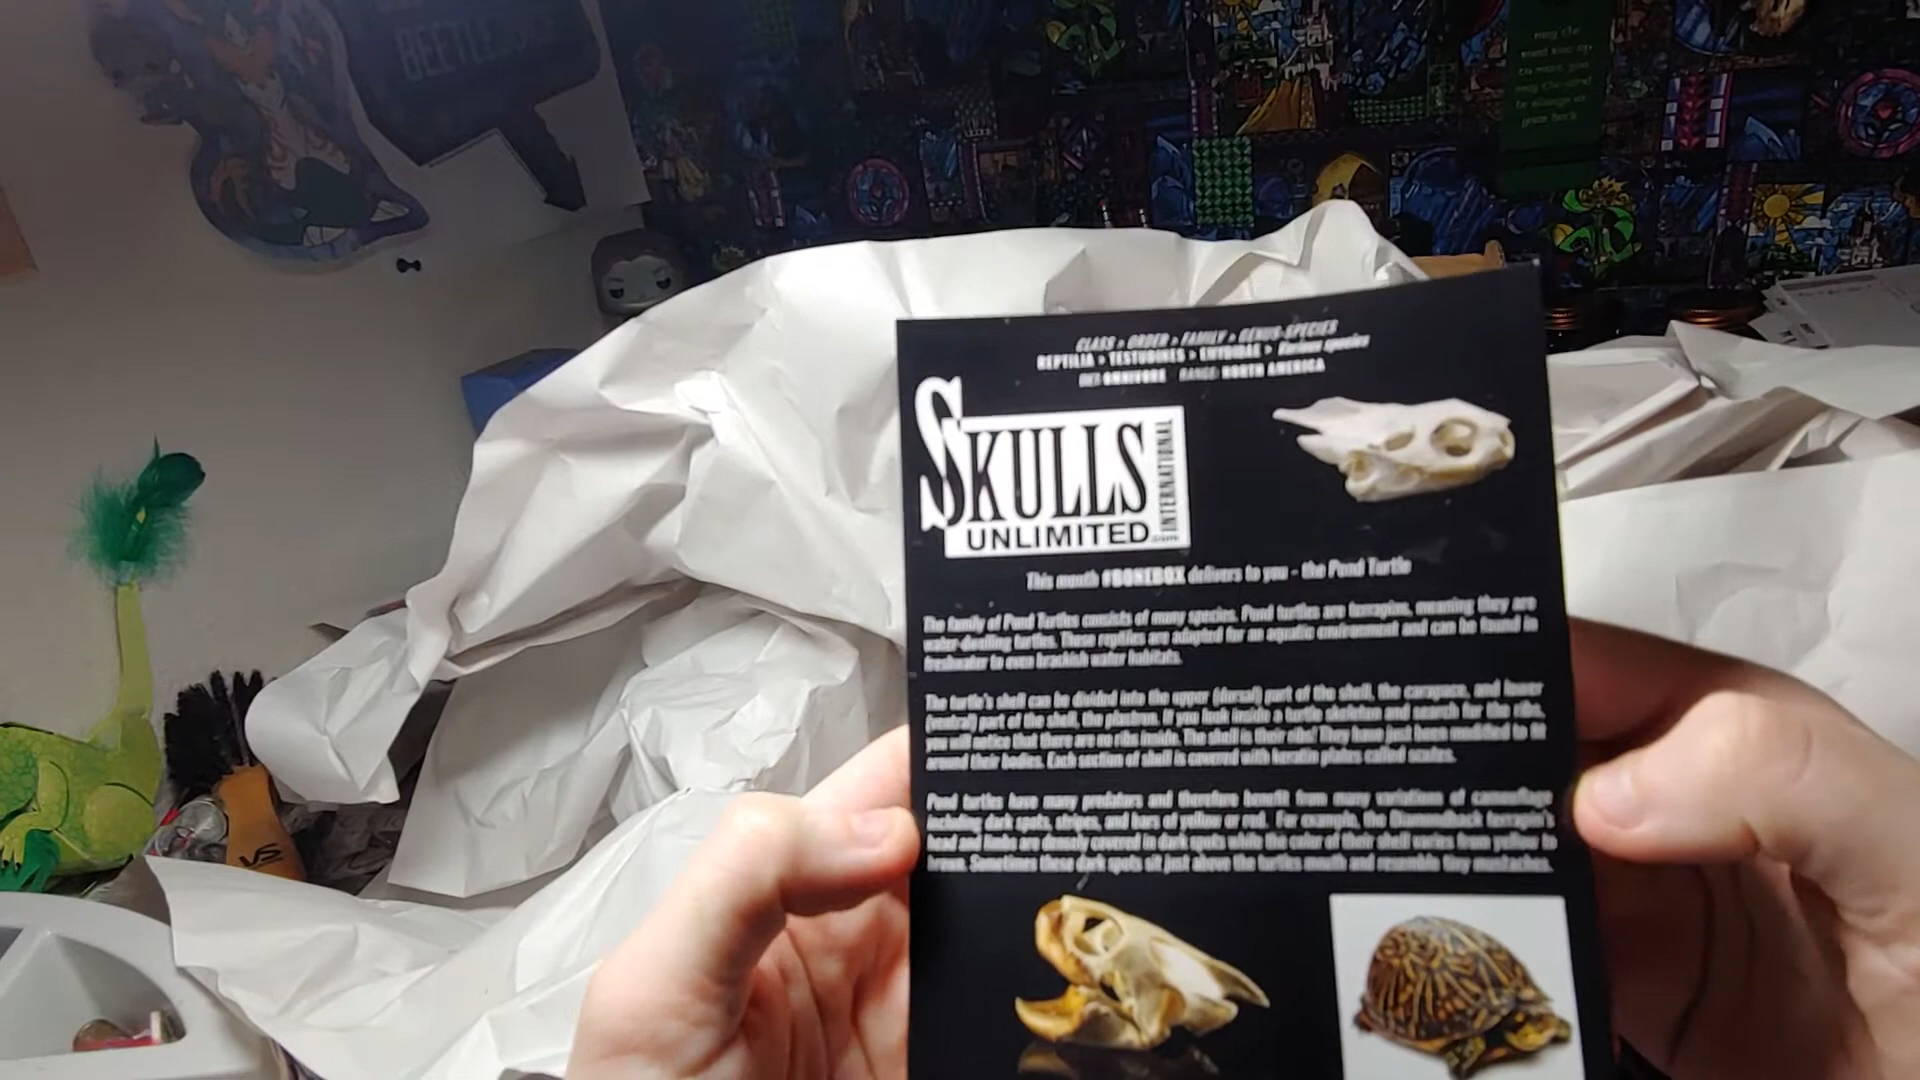 BEETLE
may the
CLASS > ORDER > FAMILY > GENUS-SPECIES
REPTILIA > TESTUDINES > EMYDIDAE > Various species
DIET: OMNIVORE RANGE: NORTH AMERICA
SKULLS
UNLIMITED.com
INTERNATIONAL
This month #BONEBOX delivers to you - the Pond Turtle
The family of Pond Turtles consists of many species. Pond turtles are terrapins, meaning they are
water-dwelling turtles. These reptiles are adapted for an aquatic environment and can be found in
freshwater to even brackish water habitats.
The turtle's shell can be divided into the upper (dorsal) part of the shell, the carapace, and lower
(ventral) part of the shell, the plastron. If you look inside a turtle skeleton and search for the ribs,
you will notice that there are no ribs inside. The shell is their ribs! They have just been modified to fit
around their bodies. Each section of shell is covered with keratin plates called scutes.
Pond turtles have many predators and therefore benefit from many variations of camouflage
including dark spots, stripes, and bars of yellow or red. For example, the Diamondback terrapin's
head and limbs are densely covered in dark spots while the color of their shell varies from yellow to
brown. Sometimes these dark spots sit just above the turtles mouth and resemble tiny mustaches.
VS